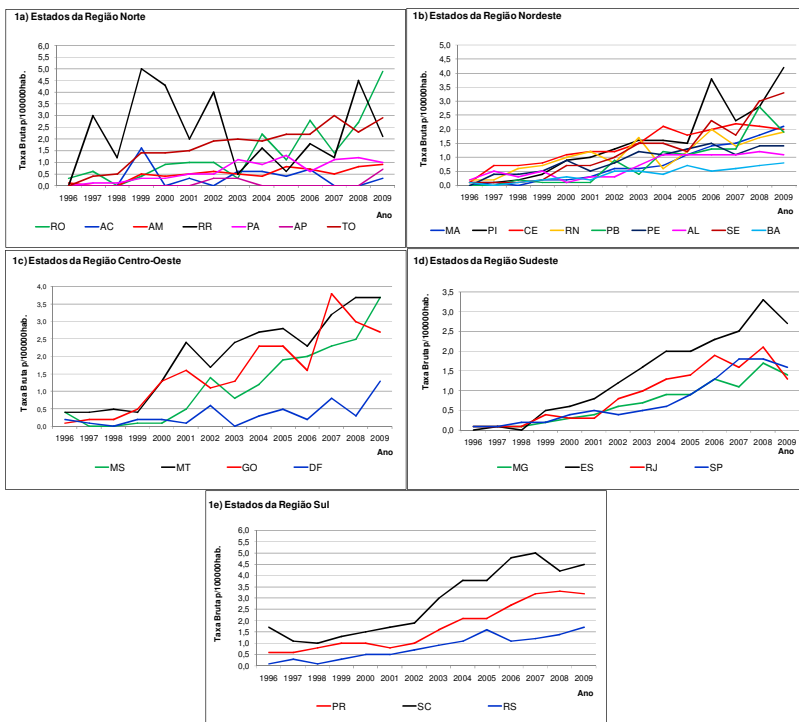 1a) Estados da Região Norte
Taxa Bruta p/100000hab.
6,0
5,5
5,0
4,5
4,0
3,5
3,0
2,5
2,0
1,5
1,0
0,5
0,0
1996 1997 1998 1999 2000 2001 2002 2003 2004 2005 2006 2007 2008 2009
Ano
RO AC AM RR PA AP TO
1b) Estados da Região Nordeste
Taxa Bruta p/100000hab.
5,0
4,5
4,0
3,5
3,0
2,5
2,0
1,5
1,0
0,5
0,0
1996 1997 1998 1999 2000 2001 2002 2003 2004 2005 2006 2007 2008 2009
Ano
MA PI CE RN PB PE AL SE BA
1c) Estados da Região Centro-Oeste
Taxa Bruta p/100000hab.
4,0
3,5
3,0
2,5
2,0
1,5
1,0
0,5
0,0
1996 1997 1998 1999 2000 2001 2002 2003 2004 2005 2006 2007 2008 2009
Ano
MS MT GO DF
1d) Estados da Região Sudeste
Taxa Bruta p/100000hab.
3,5
3,0
2,5
2,0
1,5
1,0
0,5
0,0
1996 1997 1998 1999 2000 2001 2002 2003 2004 2005 2006 2007 2008 2009
Ano
MG ES RJ SP
1e) Estados da Região Sul
Taxa Bruta p/100000hab.
6,0
5,5
5,0
4,5
4,0
3,5
3,0
2,5
2,0
1,5
1,0
0,5
0,0
1996 1997 1998 1999 2000 2001 2002 2003 2004 2005 2006 2007 2008 2009
Ano
PR SC RS